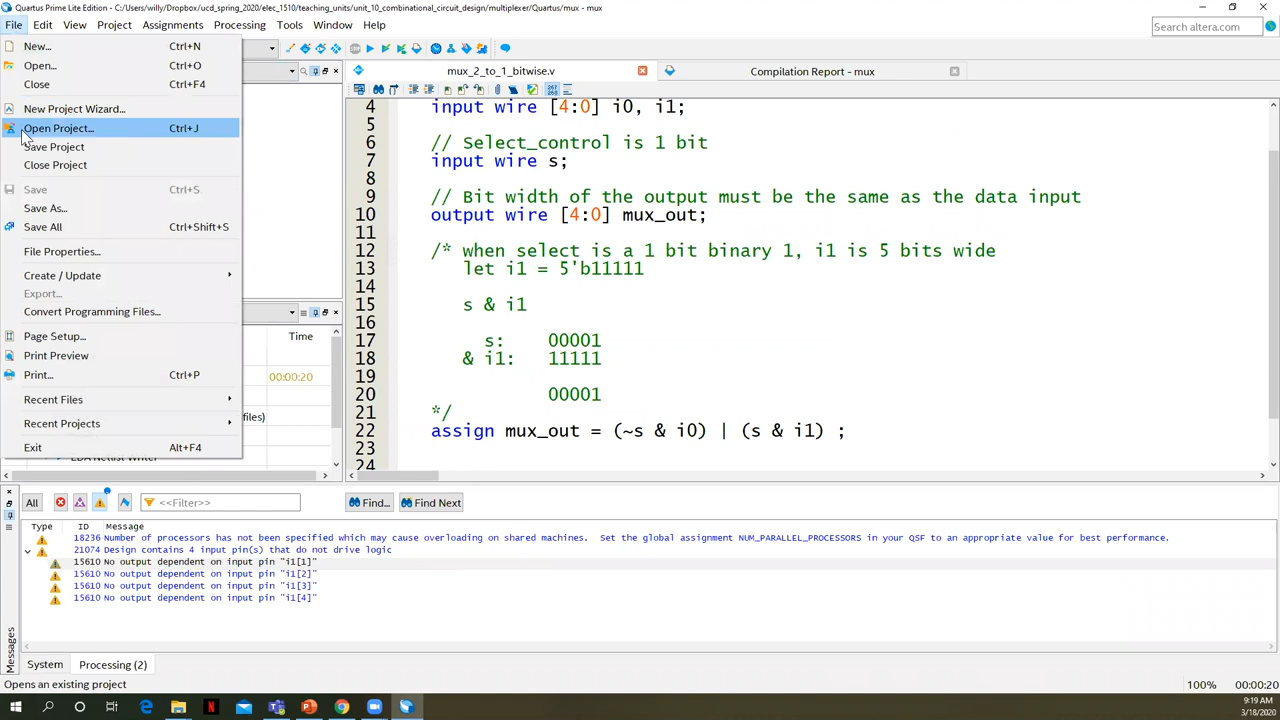 Quartus Prime Lite Edition - C:/Users/willy/Dropbox/ucd_spring_2020/elec_1510/teaching_units/unit_10_combinational_circuit_design/multiplexer/Quartus/mux - mux
File Edit View Project Assignments Processing Tools Window Help
Search altera.com
New... Ctrl+N
Open... Ctrl+O
Close Ctrl+F4
New Project Wizard...
Open Project... Ctrl+J
Save Project
Close Project
Save Ctrl+S
Save As...
Save All Ctrl+Shift+S
File Properties...
Create / Update
Export...
Convert Programming Files...
Page Setup...
Print Preview
Print... Ctrl+P
Recent Files
Recent Projects
Exit Alt+F4
Time
00:00:20
files)
mux_2_to_1_bitwise.v
Compilation Report - mux
267
268
4 input wire [4:0] i0, i1;
5
6 // Select_control is 1 bit
7 input wire s;
8
9 // Bit width of the output must be the same as the data input
10 output wire [4:0] mux_out;
11
12 /* when select is a 1 bit binary 1, i1 is 5 bits wide
13 let i1 = 5'b11111
14
15 s & i1
16
17 s: 00001
18 & i1: 11111
19
20 00001
21 */
22 assign mux_out = (~s & i0) | (s & i1) ;
23
24
All <<Filter>> Find... Find Next
Type ID Message
18236 Number of processors has not been specified which may cause overloading on shared machines. Set the global assignment NUM_PARALLEL_PROCESSORS in your QSF to an appropriate value for best performance.
21074 Design contains 4 input pin(s) that do not drive logic
15610 No output dependent on input pin "i1[1]"
15610 No output dependent on input pin "i1[2]"
15610 No output dependent on input pin "i1[3]"
15610 No output dependent on input pin "i1[4]"
Messages
System Processing (2)
Opens an existing project
100% 00:00:20
9:19 AM
3/18/2020